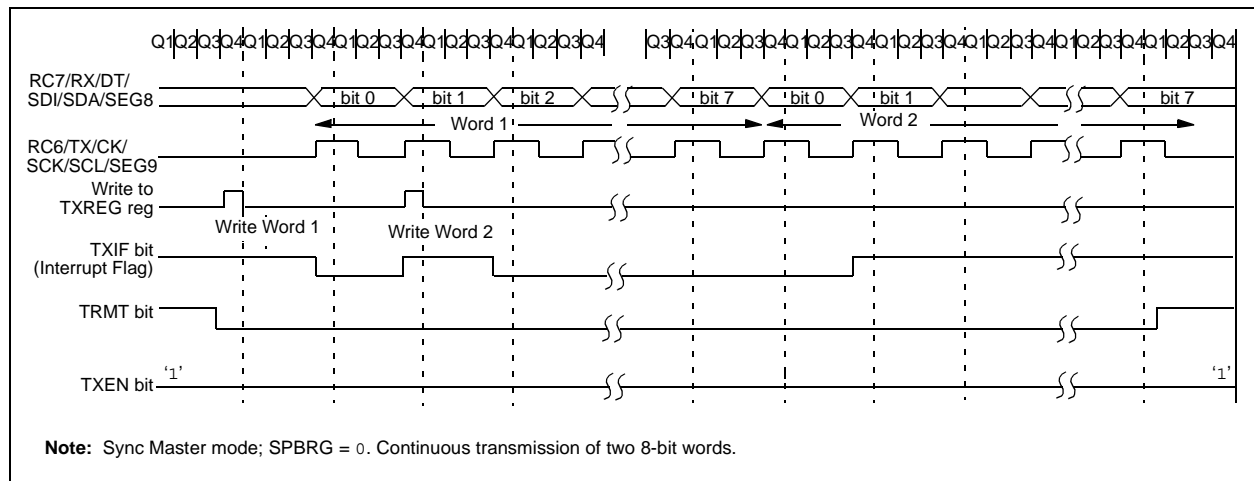 Q1Q2Q3Q4Q1Q2Q3Q4Q1Q2Q3Q4Q1Q2Q3Q4Q1Q2Q3Q4 Q3Q4Q1Q2Q3Q4Q1Q2Q3Q4Q1Q2Q3Q4Q1Q2Q3Q4Q1Q2Q3Q4Q1Q2Q3Q4
RC7/RX/DT/
SDI/SDA/SEG8
bit 0 bit 1 bit 2 bit 7 bit 0 bit 1 bit 7
Word 1 Word 2
RC6/TX/CK/
SCK/SCL/SEG9
Write to
TXREG reg
Write Word 1 Write Word 2
TXIF bit
(Interrupt Flag)
TRMT bit
TXEN bit
‘1’ ‘1’
Note: Sync Master mode; SPBRG = 0. Continuous transmission of two 8-bit words.